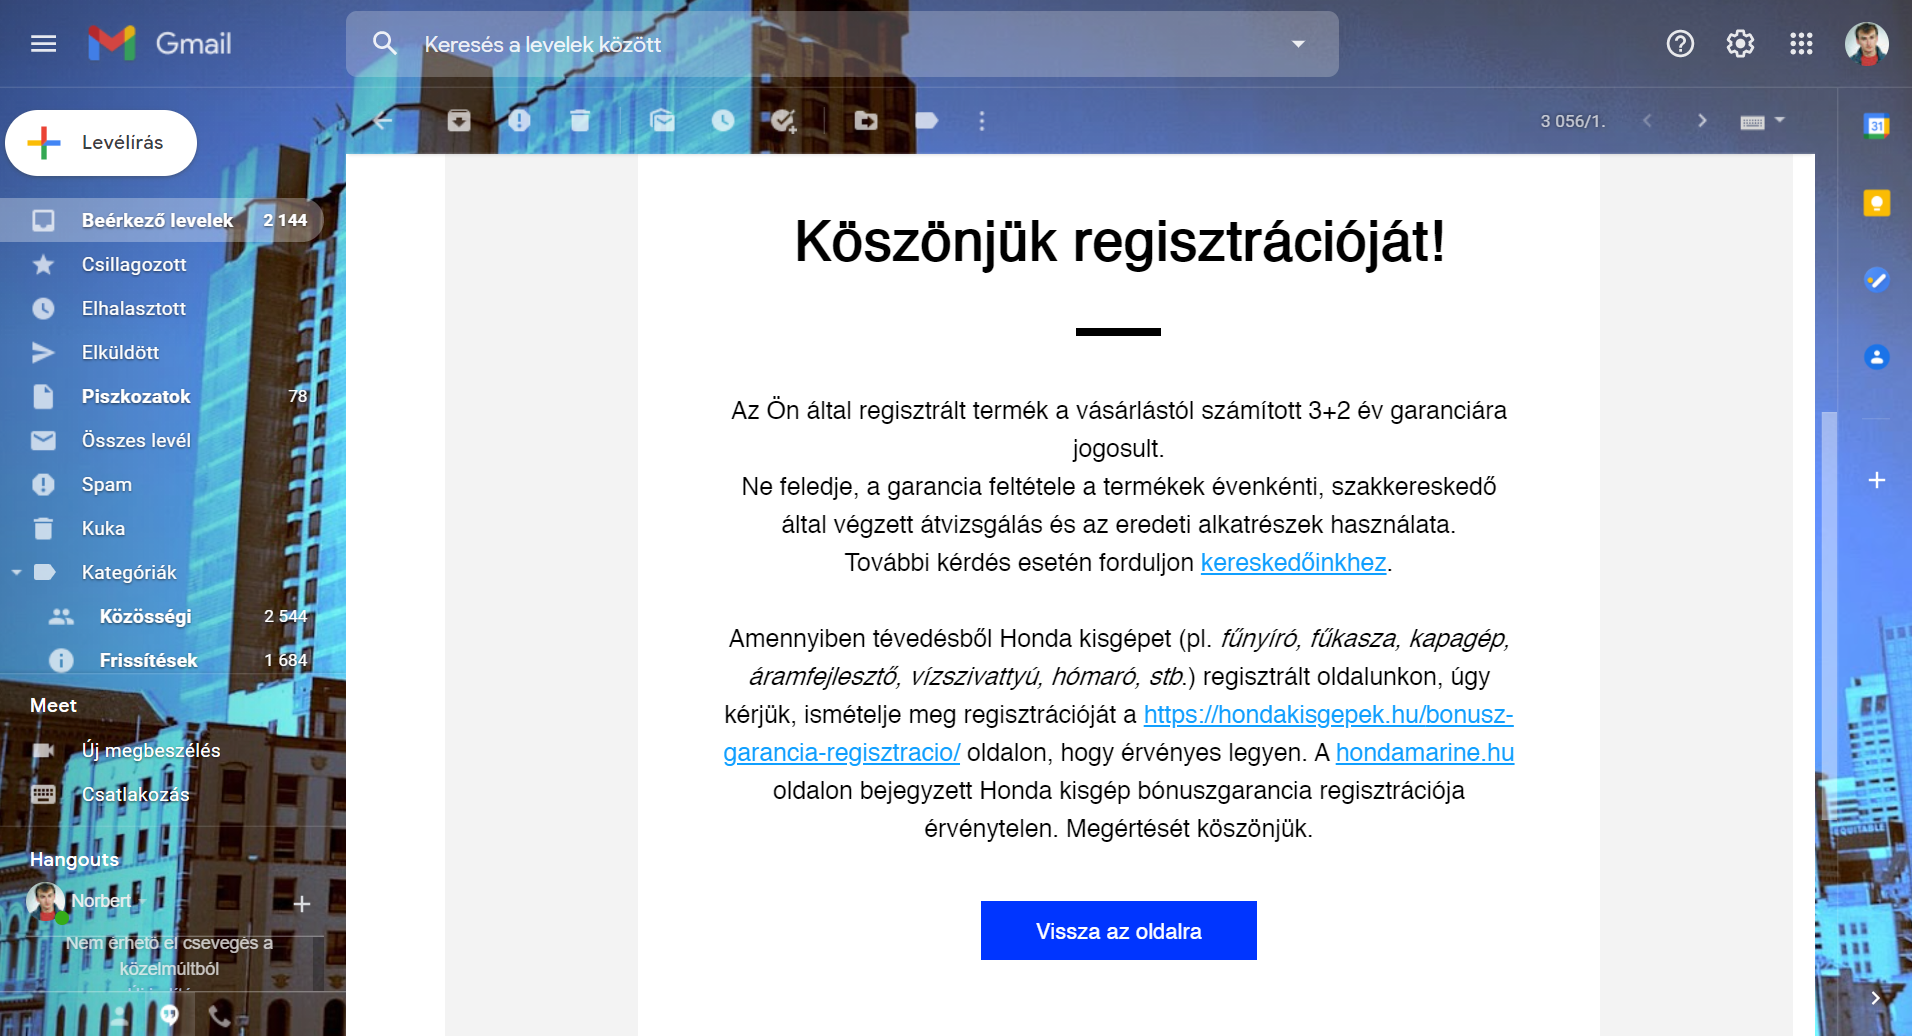 Gmail
Keresés a levelek között
3 056/1.
31
Levélírás
Beérkező levelek 2 144
Csillagozott
Elhalasztott
Elküldött
Piszkozatok 78
Összes levél
Spam
Kuka
Kategóriák
Közösségi 2 544
Frissítések 1 684
Meet
Új megbeszélés
Csatlakozás
Hangouts
Norbert
Nem érhető el csevegés a
közelmúltból
Köszönjük regisztrációját!
Az Ön által regisztrált termék a vásárlástól számított 3+2 év garanciára
jogosult.
Ne feledje, a garancia feltétele a termékek évenkénti, szakkereskedő
által végzett átvizsgálás és az eredeti alkatrészek használata.
További kérdés esetén forduljon kereskedőinkhez.
Amennyiben tévedésből Honda kisgépet (pl. fűnyíró, fűkasza, kapagép,
áramfejlesztő, vízszivattyú, hómaró, stb.) regisztrált oldalunkon, úgy
kérjük, ismételje meg regisztrációját a https://hondakisgepek.hu/bonusz-
garancia-regisztracio/ oldalon, hogy érvényes legyen. A hondamarine.hu
oldalon bejegyzett Honda kisgép bónuszgarancia regisztrációja
érvénytelen. Megértését köszönjük.
Vissza az oldalra
EQUITABLE